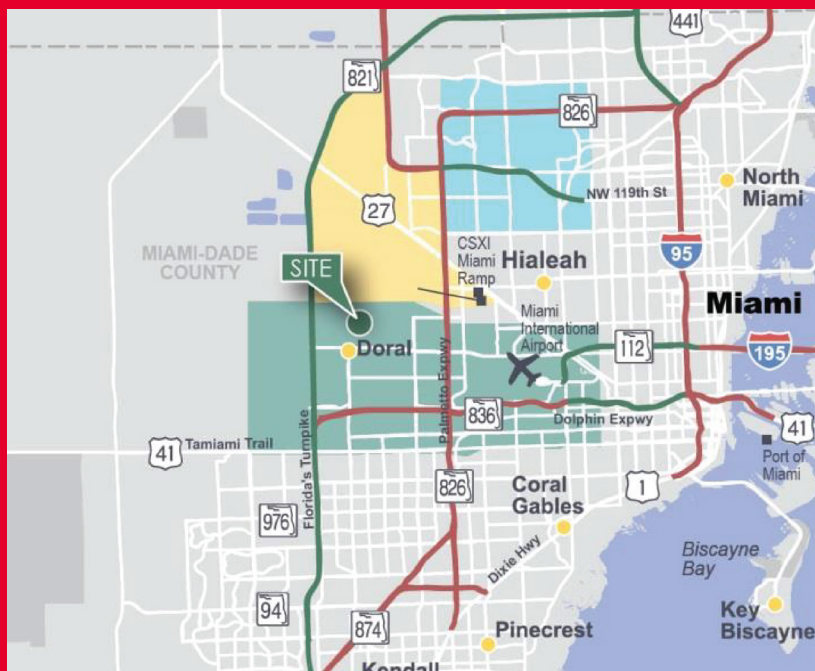 441
821
826
North
Miami
NW 119th St
27
MIAMI-DADE
COUNTY
CSXI
Miami
Ramp
Hialeah
95
SITE
Miami
Miami
International
Airport
112
195
Doral
Palmetto Expwy
836
Dolphin Expwy
41
41
Tamiami Trail
Port of
Miami
Florida's Turnpike
826
Coral
Gables
1
976
Dixie Hwy
Biscayne
Bay
94
874
Pinecrest
Key
Biscayne
Kendall